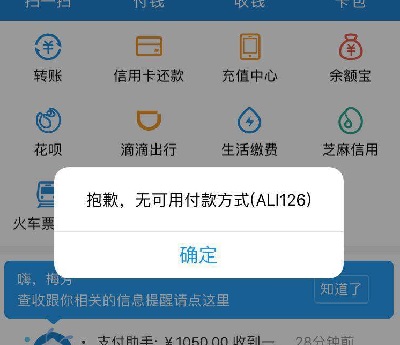 扫一扫 付钱 收钱 卡包
转账 信用卡还款 充值中心 余额宝
花呗 滴滴出行 生活缴费 芝麻信用
抱歉，无可用付款方式(ALI126)
火车票
确定
嗨，梅芳
查收跟你相关的信息提醒请点这里
知道了
支付助手: ¥1050.00 收到一… 28分钟前